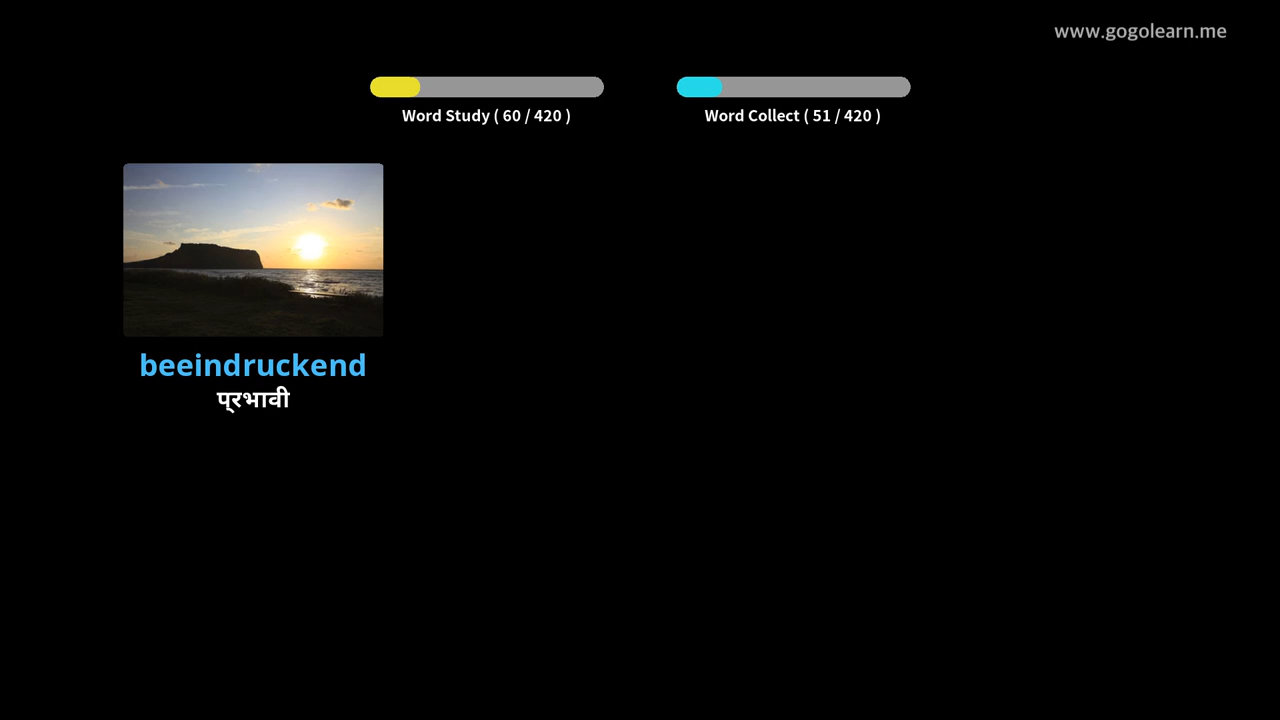 www.gogolearn.me
Word Study ( 60 / 420 )
Word Collect ( 51 / 420 )
beeindruckend
प्रभावी